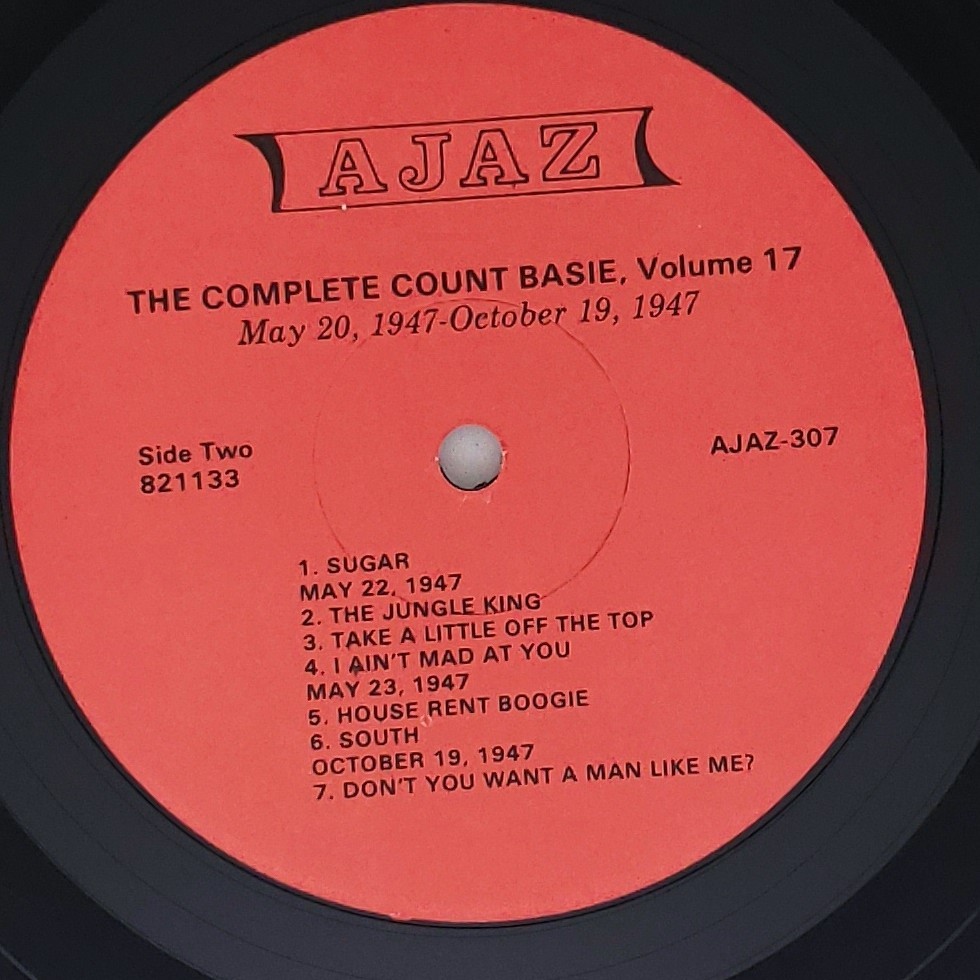 AJAZ
THE COMPLETE COUNT BASIE, Volume 17
May 20, 1947-October 19, 1947
Side Two
821133
AJAZ-307
1. SUGAR
MAY 22, 1947
2. THE JUNGLE KING
3. TAKE A LITTLE OFF THE TOP
4. I AIN'T MAD AT YOU
MAY 23, 1947
5. HOUSE RENT BOOGIE
6. SOUTH
OCTOBER 19, 1947
7. DON'T YOU WANT A MAN LIKE ME?